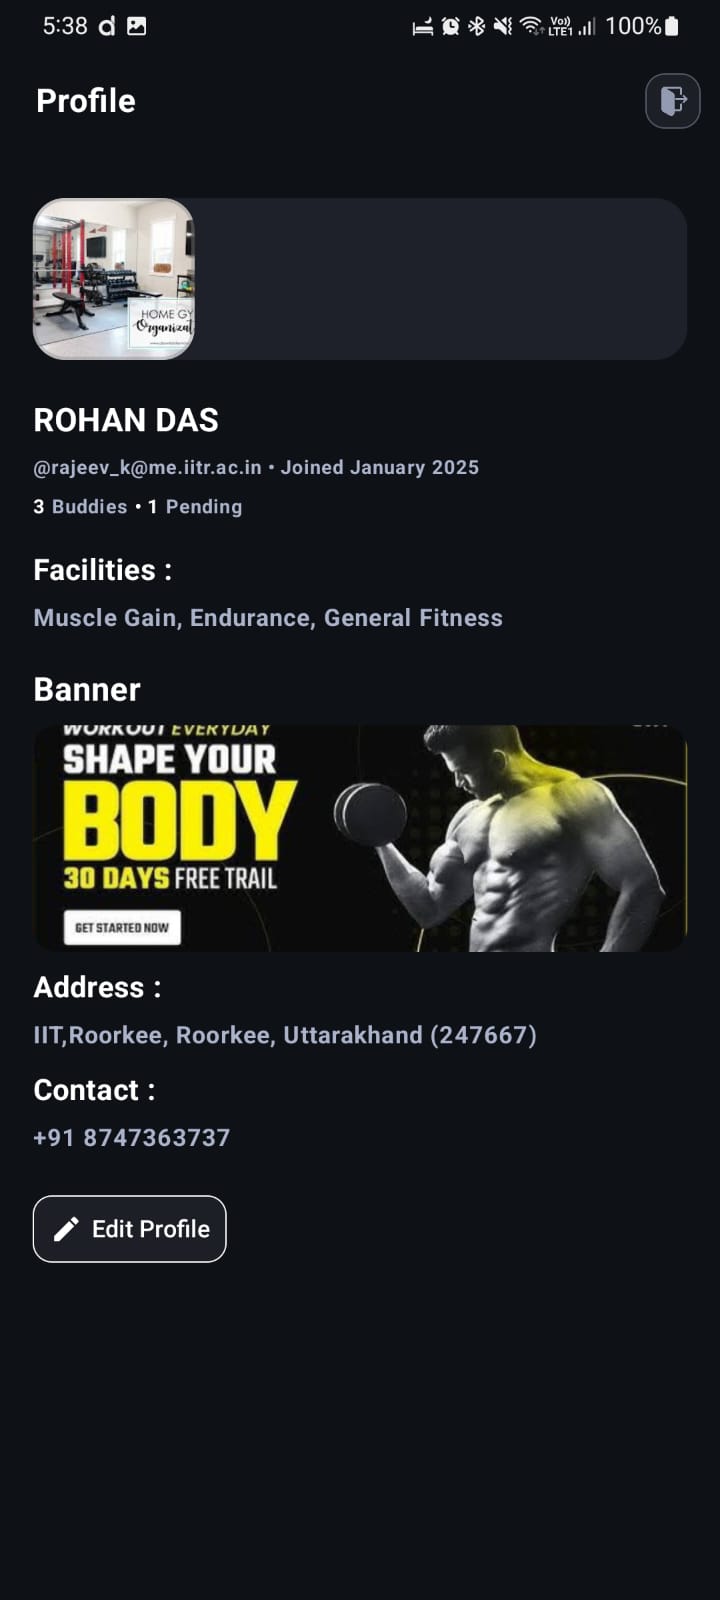 5:38
Vo))
LTE1
100%
Profile
HOME GY
Organizat
ROHAN DAS
@rajeev_k@me.iitr.ac.in • Joined January 2025
3 Buddies • 1 Pending
Facilities :
Muscle Gain, Endurance, General Fitness
Banner
WORKOUT EVERYDAY
SHAPE YOUR
BODY
30 DAYS FREE TRAIL
GET STARTED NOW
Address :
IIT,Roorkee, Roorkee, Uttarakhand (247667)
Contact :
+91 8747363737
Edit Profile